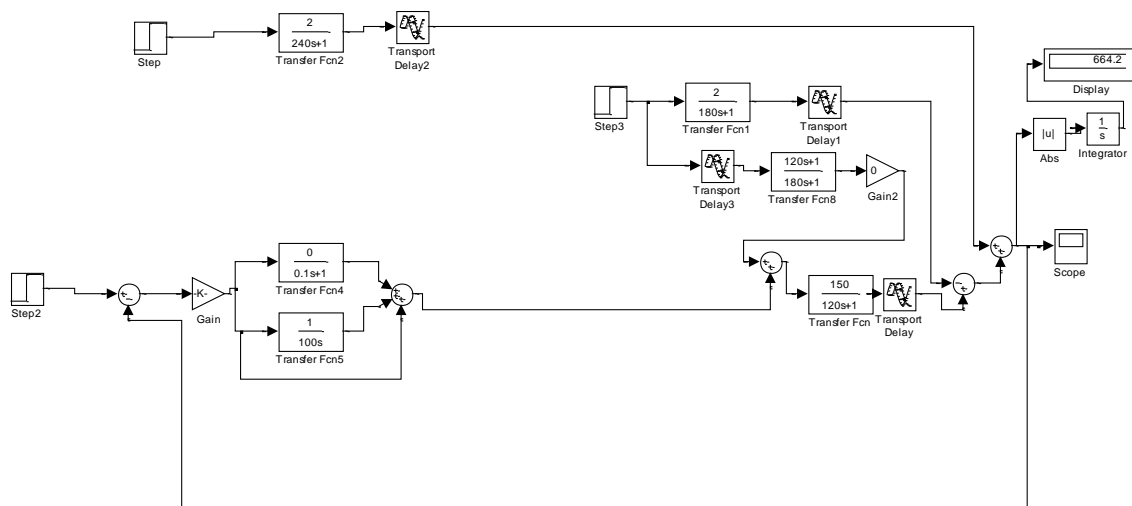 2
240s+1
Step
Transfer Fcn2
Transport
Delay2
664.2
Display
2
180s+1
Step3
Transfer Fcn1
Transport
Delay1
|u|
Abs
1
s
Integrator
120s+1
180s+1
Transport
Delay3
Transfer Fcn8
0
Gain2
0
0.1s+1
Transfer Fcn4
Scope
Step2
-K-
Gain
1
100s
Transfer Fcn5
150
120s+1
Transfer Fcn
Transport
Delay